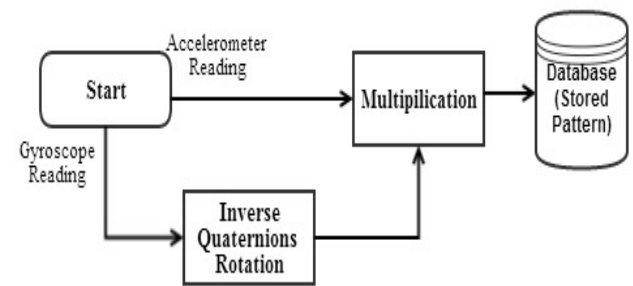 Accelerometer
Reading
Start
Multipilication
Database
(Stored
Pattern)
Gyroscope
Reading
Inverse
Quaternions
Rotation